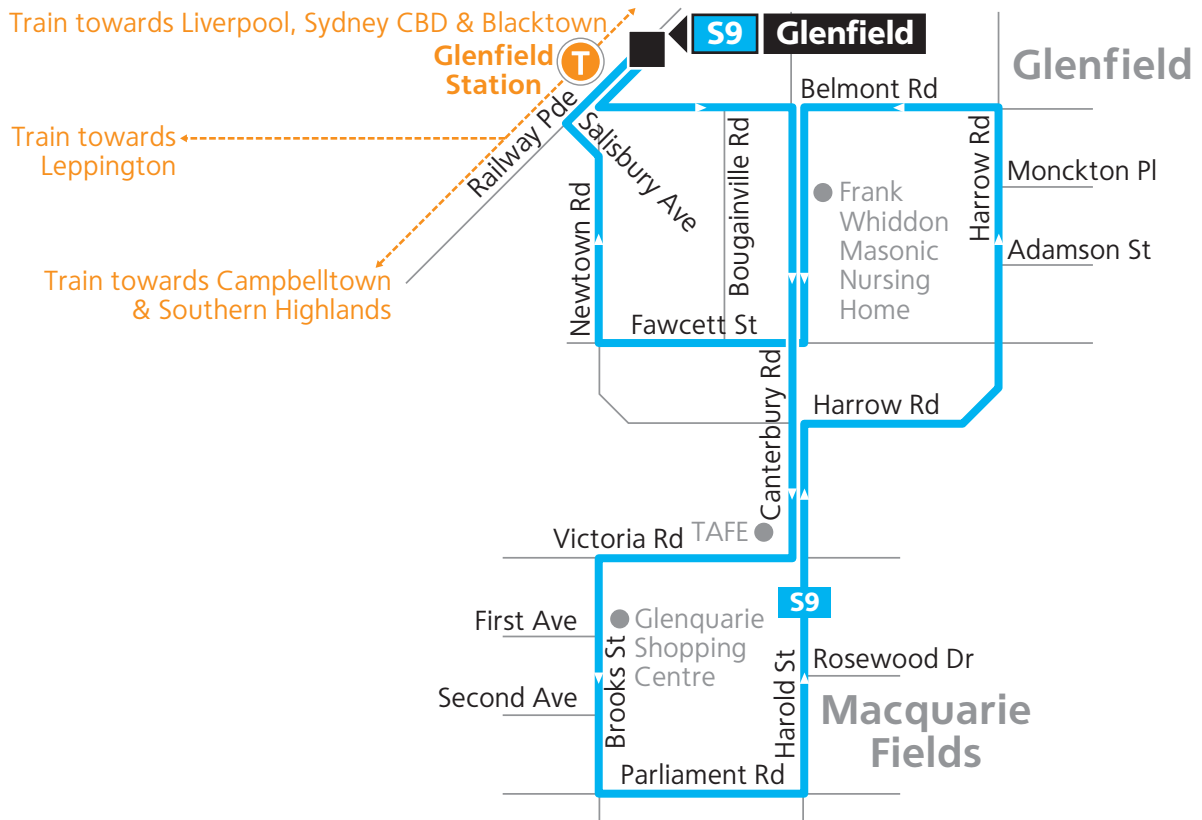 Train towards Liverpool, Sydney CBD & Blacktown
S9 Glenfield
Glenfield
Station
T
Glenfield
Belmont Rd
Railway Pde
Salisbury Ave
Train towards
Leppington
Bougainville Rd
Harrow Rd
Monckton Pl
Frank
Whiddon
Masonic
Nursing
Home
Newtown Rd
Adamson St
Train towards Campbelltown
& Southern Highlands
Fawcett St
Canterbury Rd
Harrow Rd
Victoria Rd
TAFE
S9
First Ave
Glenquarie
Shopping
Centre
Brooks St
Harold St
Rosewood Dr
Second Ave
Macquarie
Fields
Parliament Rd